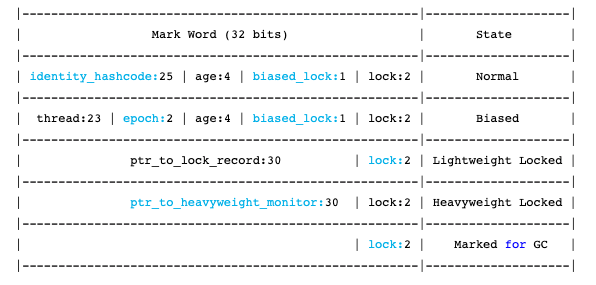 |------------------------------------------------------|--------------------|
| Mark Word (32 bits) | State |
|------------------------------------------------------|--------------------|
| identity_hashcode:25 | age:4 | biased_lock:1 | lock:2 | Normal |
|------------------------------------------------------|--------------------|
| thread:23 | epoch:2 | age:4 | biased_lock:1 | lock:2 | Biased |
|------------------------------------------------------|--------------------|
| ptr_to_lock_record:30 | lock:2 | Lightweight Locked |
|------------------------------------------------------|--------------------|
| ptr_to_heavyweight_monitor:30 | lock:2 | Heavyweight Locked |
|------------------------------------------------------|--------------------|
| | lock:2 | Marked for GC |
|------------------------------------------------------|--------------------|